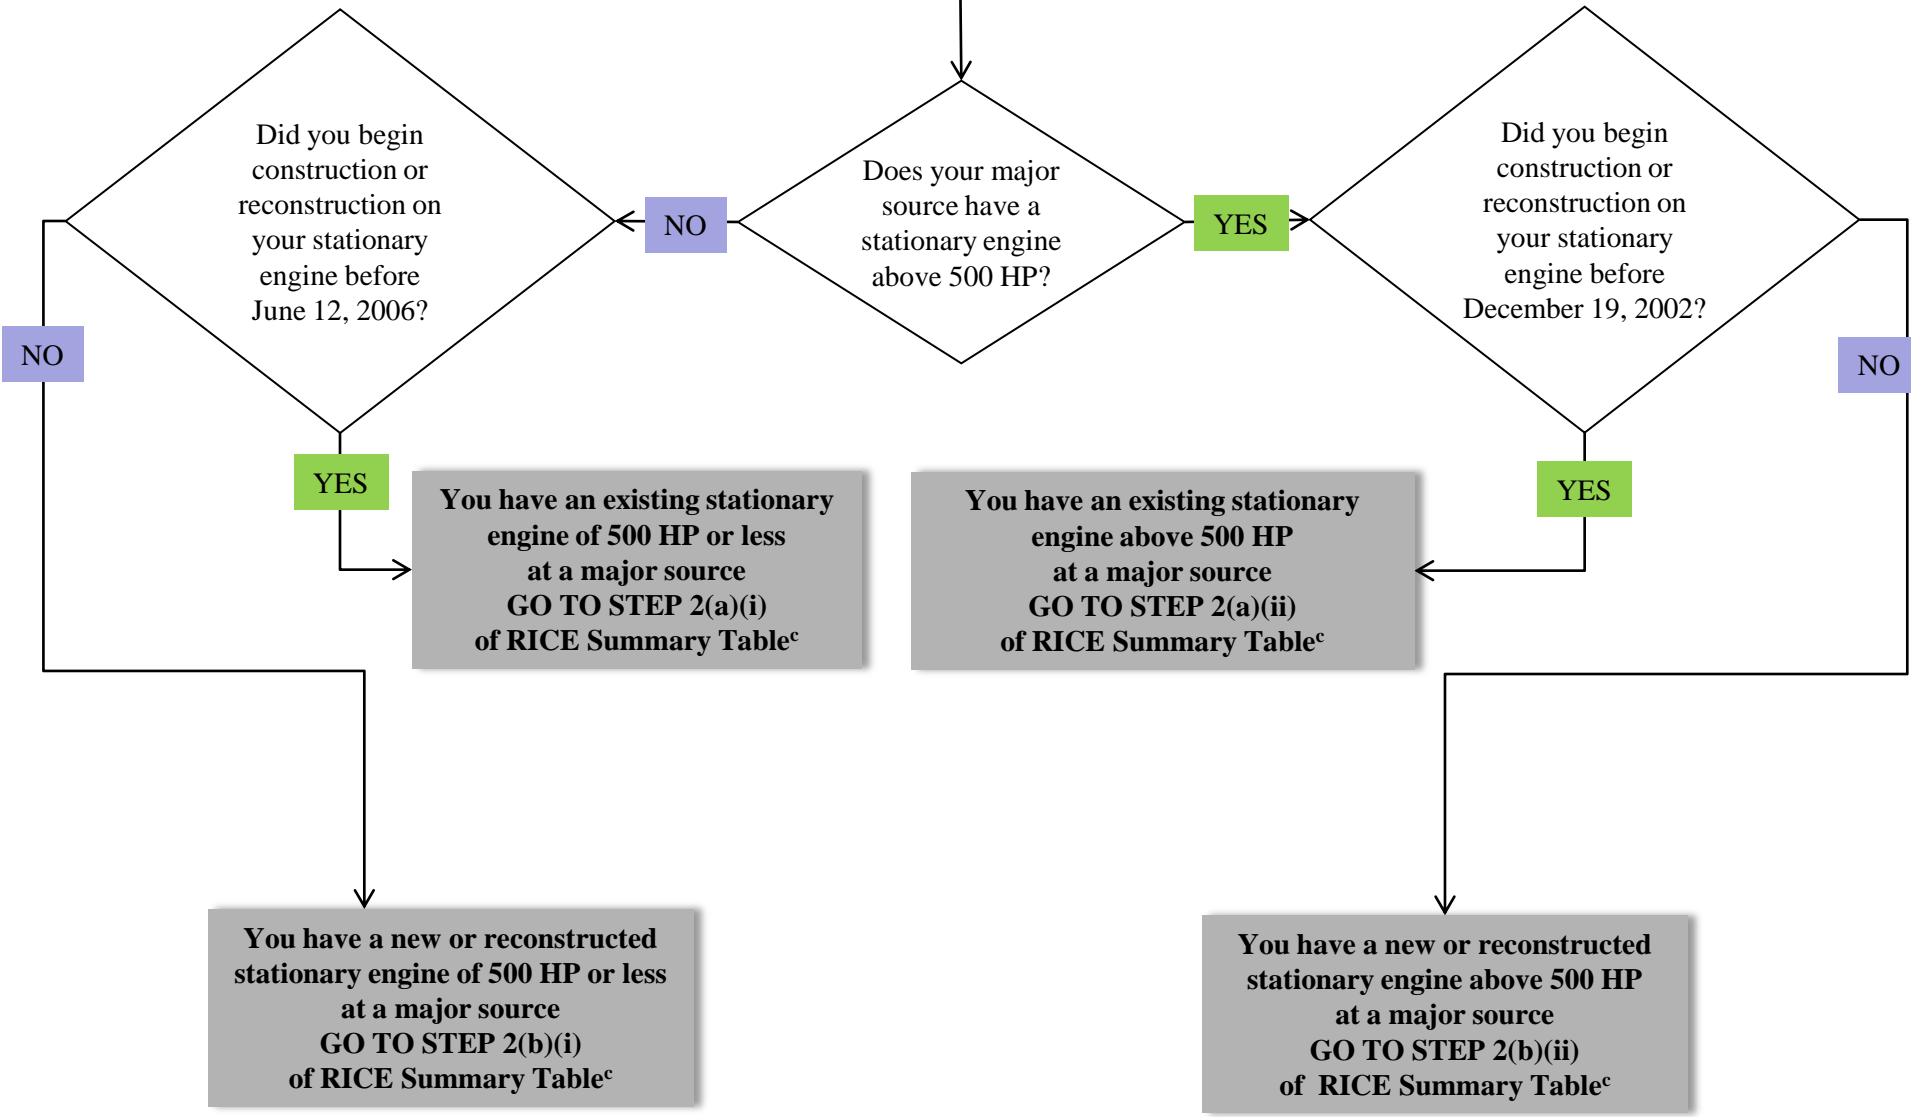 Did you begin
construction or
reconstruction on
your stationary
engine before
June 12, 2006?
NO
Does your major
source have a
stationary engine
above 500 HP?
YES
Did you begin
construction or
reconstruction on
your stationary
engine before
December 19, 2002?
NO
NO
YES
You have an existing stationary
engine of 500 HP or less
at a major source
GO TO STEP 2(a)(i)
of RICE Summary Tableᶜ
You have an existing stationary
engine above 500 HP
at a major source
GO TO STEP 2(a)(ii)
of RICE Summary Tableᶜ
YES
You have a new or reconstructed
stationary engine of 500 HP or less
at a major source
GO TO STEP 2(b)(i)
of RICE Summary Tableᶜ
You have a new or reconstructed
stationary engine above 500 HP
at a major source
GO TO STEP 2(b)(ii)
of RICE Summary Tableᶜ